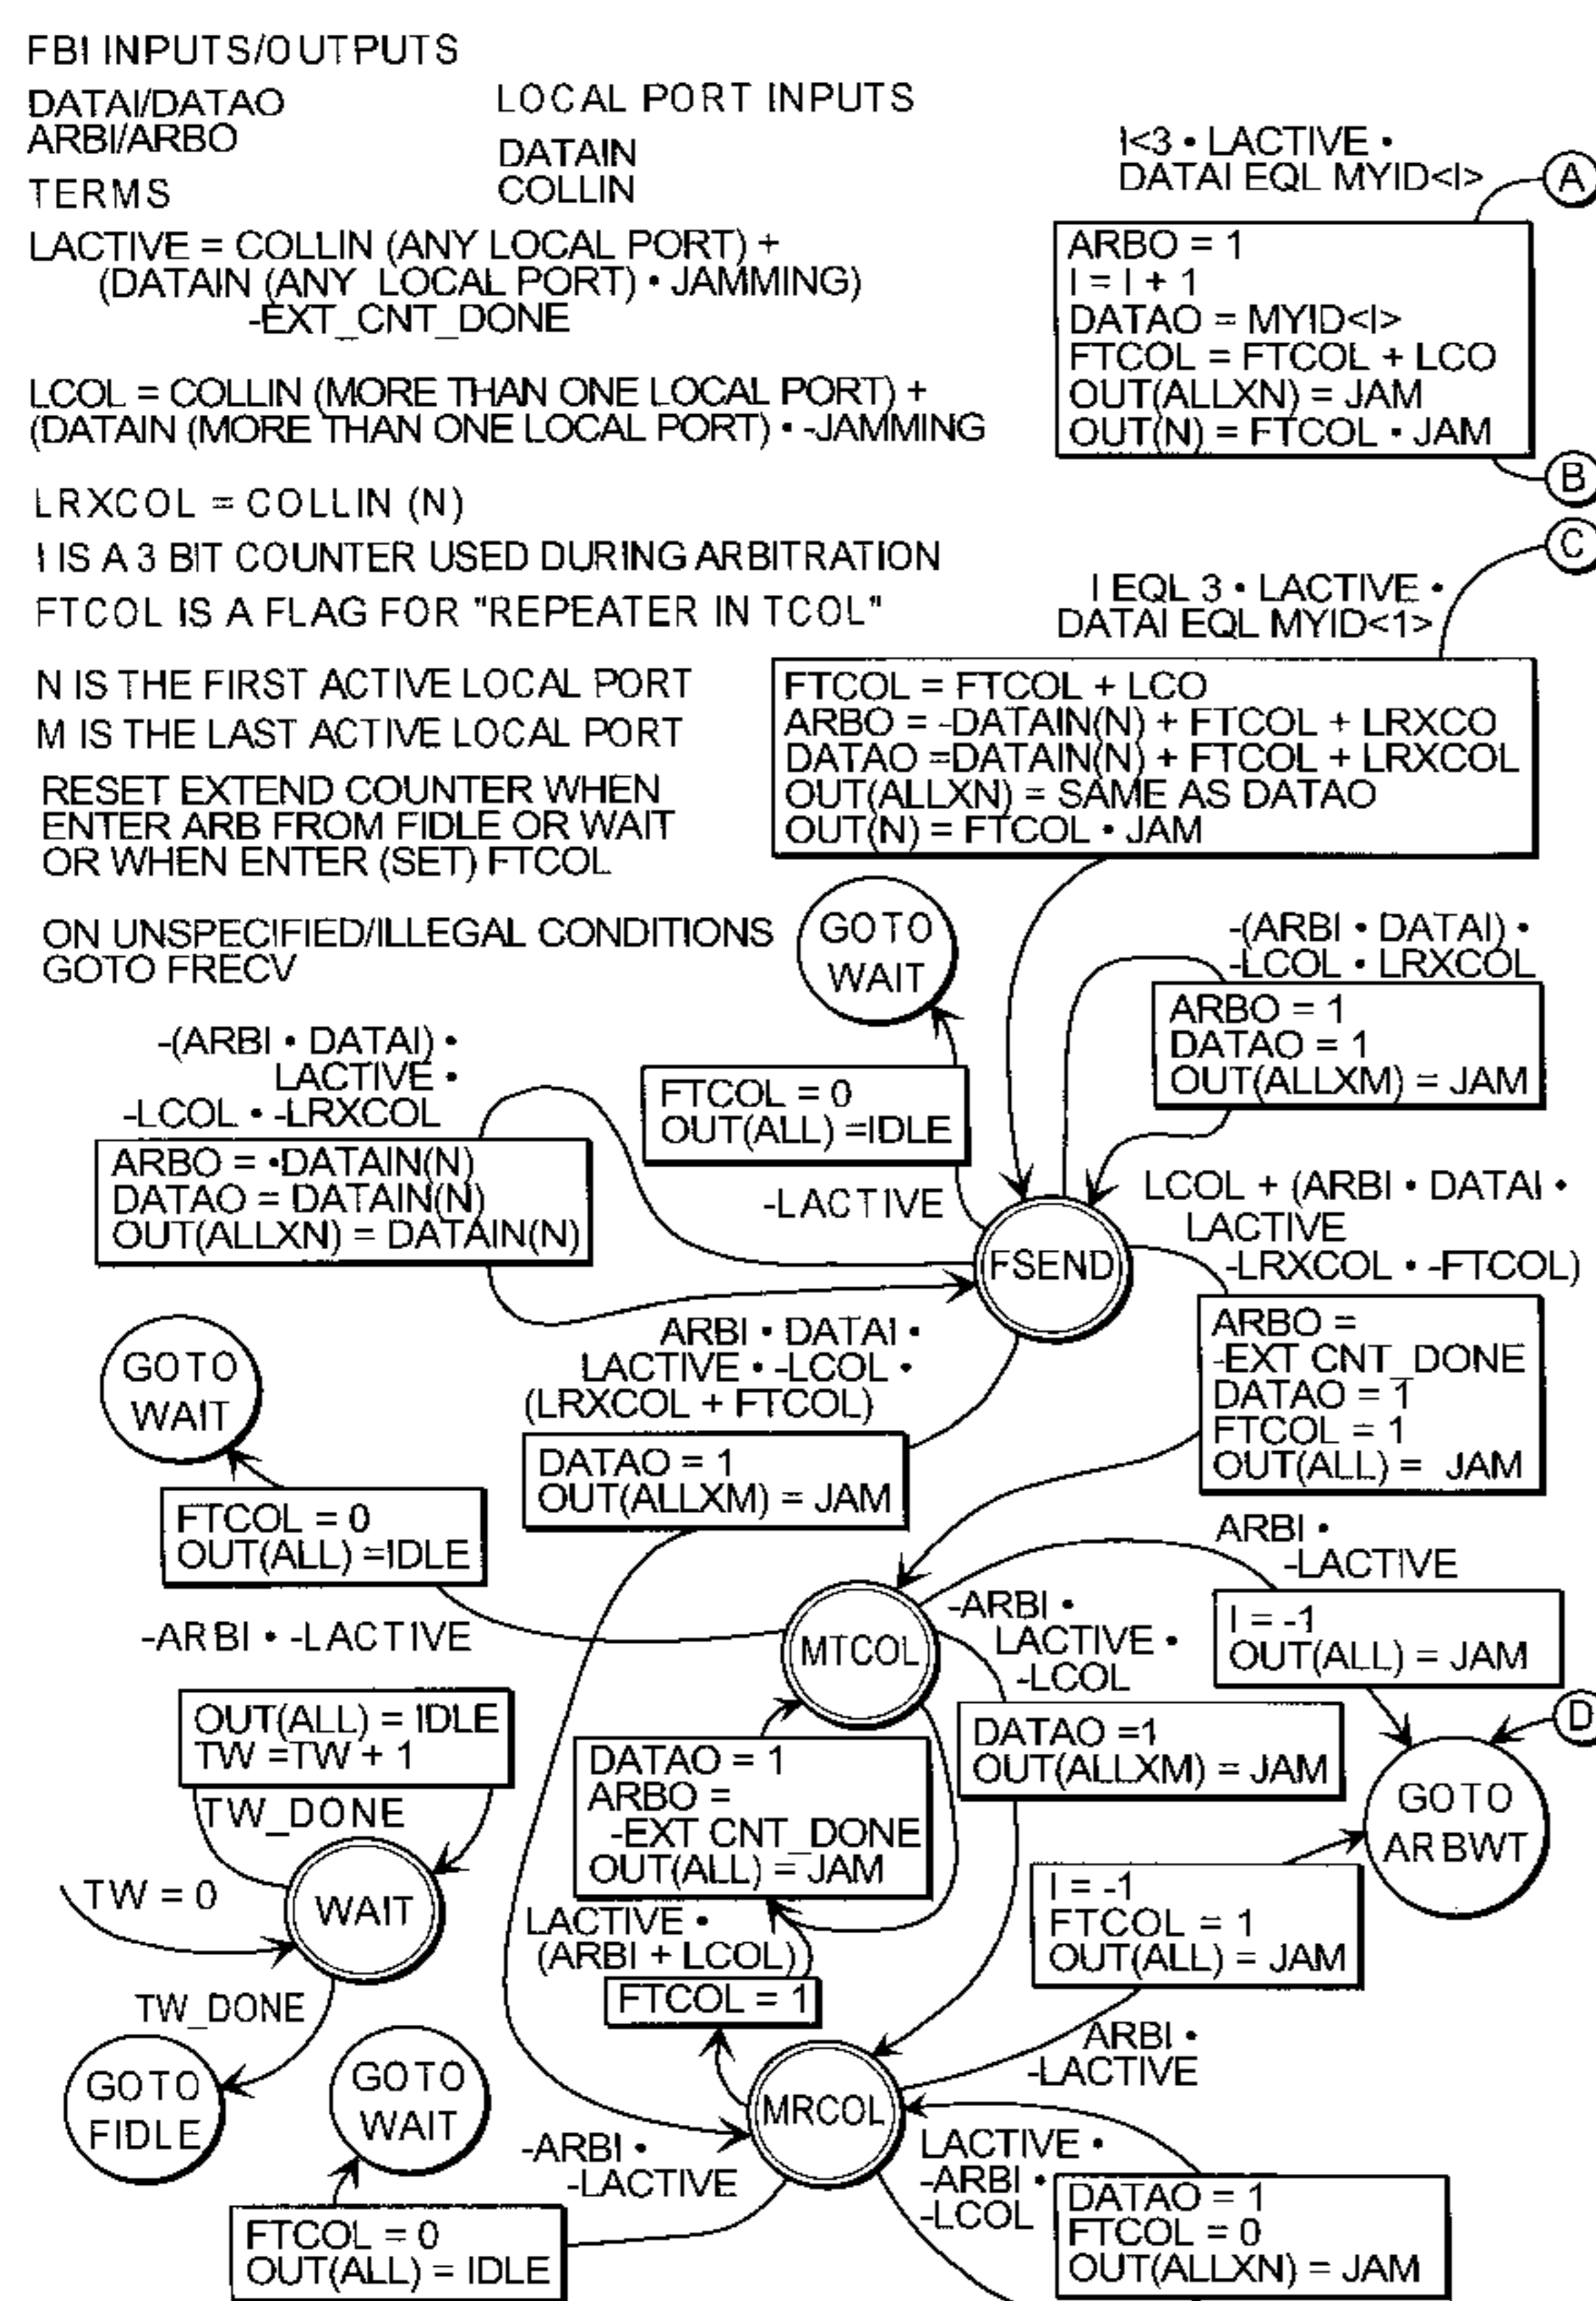 FBI INPUTS/OUTPUTS
DATAI/DATAO
ARBI/ARBO
LOCAL PORT INPUTS
DATAIN
COLLIN
TERMS
LACTIVE = COLLIN (ANY LOCAL PORT) +
(DATAIN (ANY LOCAL PORT) • JAMMING)
-EXT_CNT_DONE
LCOL = COLLIN (MORE THAN ONE LOCAL PORT) +
(DATAIN (MORE THAN ONE LOCAL PORT) • -JAMMING
LRXCOL = COLLIN (N)
I IS A 3 BIT COUNTER USED DURING ARBITRATION
FTCOL IS A FLAG FOR "REPEATER IN TCOL"
N IS THE FIRST ACTIVE LOCAL PORT
M IS THE LAST ACTIVE LOCAL PORT
RESET EXTEND COUNTER WHEN
ENTER ARB FROM FIDLE OR WAIT
OR WHEN ENTER (SET) FTCOL
ON UNSPECIFIED/ILLEGAL CONDITIONS
GOTO FRECV
I<3 • LACTIVE •
DATAI EQL MYID<I>
A
ARBO = 1
I = I + 1
DATAO = MYID<I>
FTCOL = FTCOL + LCO
OUT(ALLXN) = JAM
OUT(N) = FTCOL • JAM
B
C
I EQL 3 • LACTIVE •
DATAI EQL MYID<1>
FTCOL = FTCOL + LCO
ARBO = -DATAIN(N) + FTCOL + LRXCO
DATAO =DATAIN(N) + FTCOL + LRXCOL
OUT(ALLXN) = SAME AS DATAO
OUT(N) = FTCOL • JAM
GOTO
WAIT
-(ARBI • DATAI) •
-LCOL • LRXCOL
ARBO = 1
DATAO = 1
OUT(ALLXM) = JAM
-(ARBI • DATAI) •
LACTIVE •
-LCOL • -LRXCOL
ARBO = •DATAIN(N)
DATAO = DATAIN(N)
OUT(ALLXN) = DATAIN(N)
FTCOL = 0
OUT(ALL) =IDLE
-LACTIVE
FSEND
LCOL + (ARBI • DATAI •
LACTIVE
-LRXCOL • -FTCOL)
ARBO =
-EXT CNT_DONE
DATAO = 1
FTCOL = 1
OUT(ALL) = JAM
ARBI • DATAI •
LACTIVE • -LCOL •
(LRXCOL + FTCOL)
DATAO = 1
OUT(ALLXM) = JAM
GOTO
WAIT
FTCOL = 0
OUT(ALL) =IDLE
-ARBI • -LACTIVE
MTCOL
ARBI •
-LACTIVE
I = -1
OUT(ALL) = JAM
-ARBI •
LACTIVE •
-LCOL
DATAO =1
OUT(ALLXM) = JAM
D
GOTO
ARBWT
OUT(ALL) = IDLE
TW =TW + 1
TW_DONE
TW = 0
WAIT
TW_DONE
GOTO
FIDLE
DATAO = 1
ARBO =
-EXT CNT_DONE
OUT(ALL) = JAM
LACTIVE •
(ARBI + LCOL)
FTCOL = 1
I = -1
FTCOL = 1
OUT(ALL) = JAM
ARBI •
-LACTIVE
MRCOL
GOTO
WAIT
-ARBI •
-LACTIVE
FTCOL = 0
OUT(ALL) = IDLE
LACTIVE •
-ARBI •
-LCOL
DATAO = 1
FTCOL = 0
OUT(ALLXN) = JAM